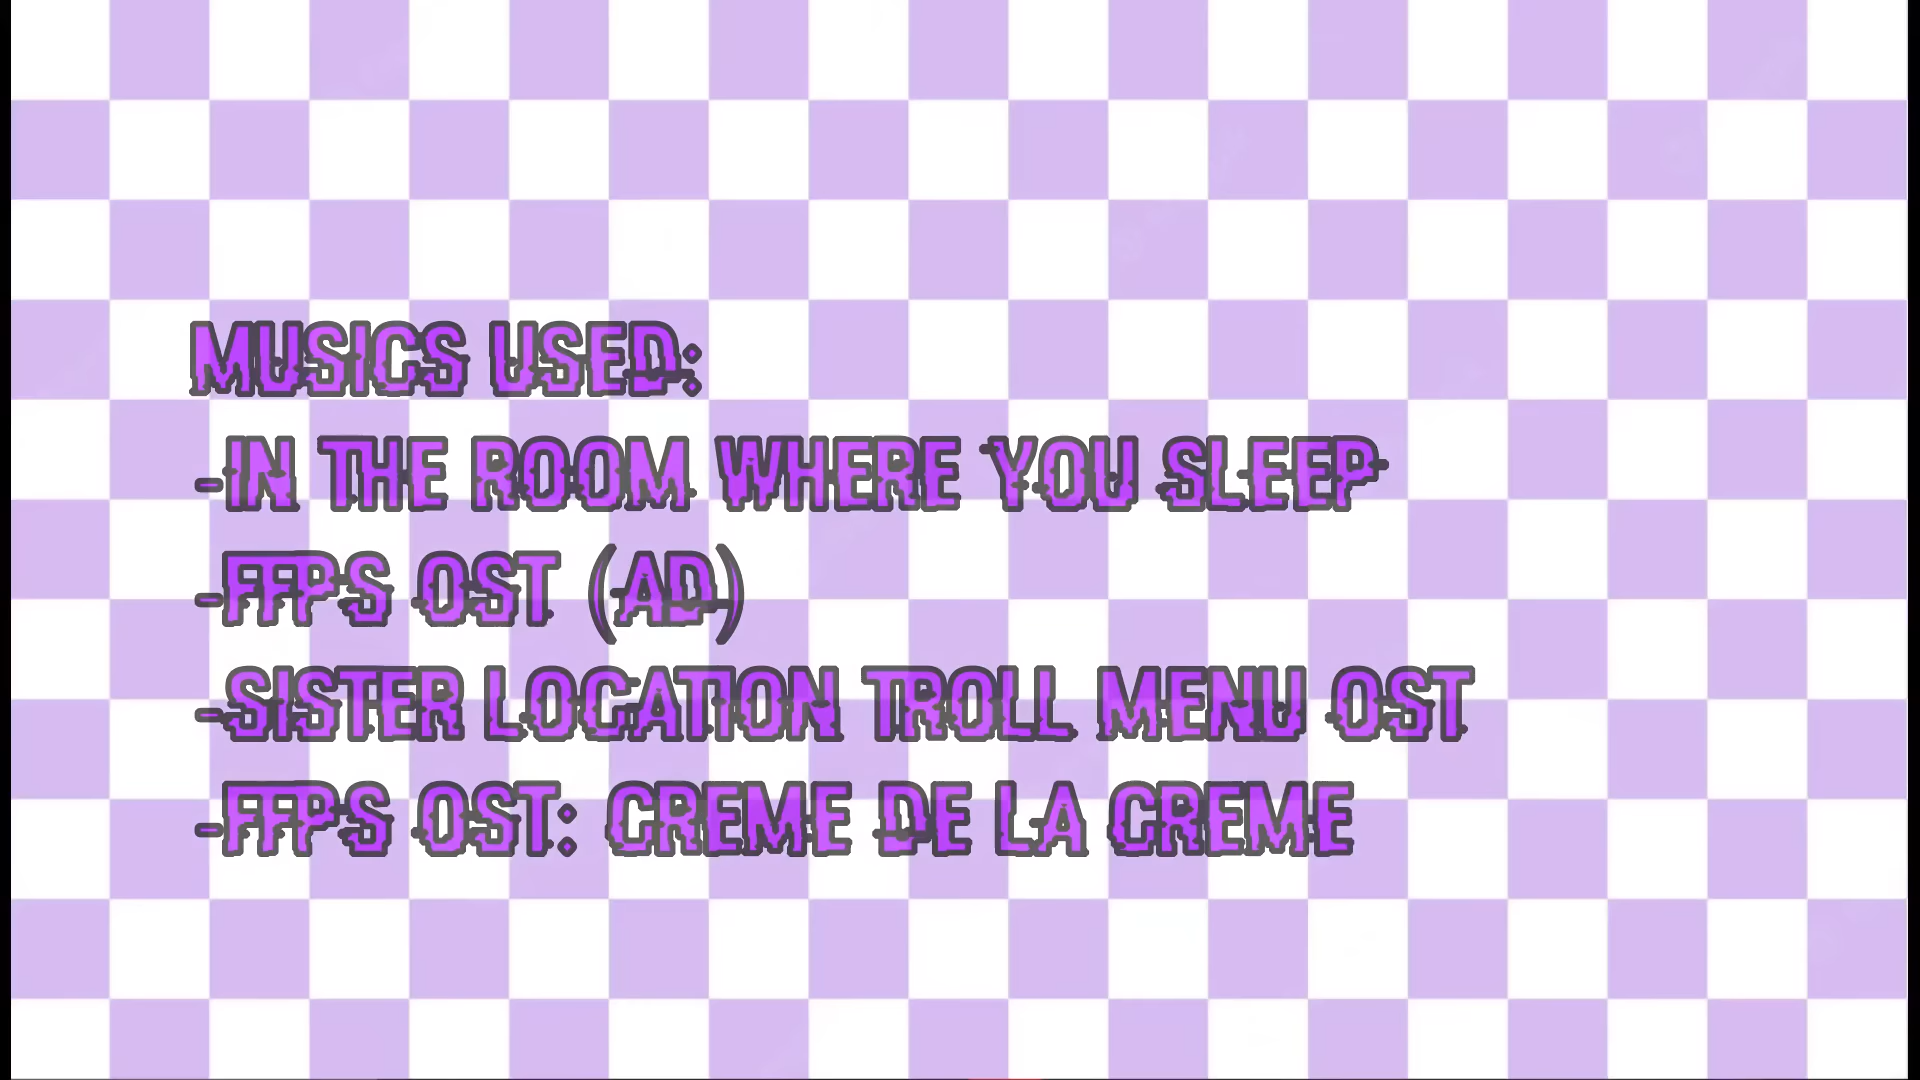 MUSICS USED:
-IN THE ROOM WHERE YOU SLEEP
-FFPS OST (AD)
-SISTER LOCATION TROLL MENU OST
-FFPS OST: CREME DE LA CREME